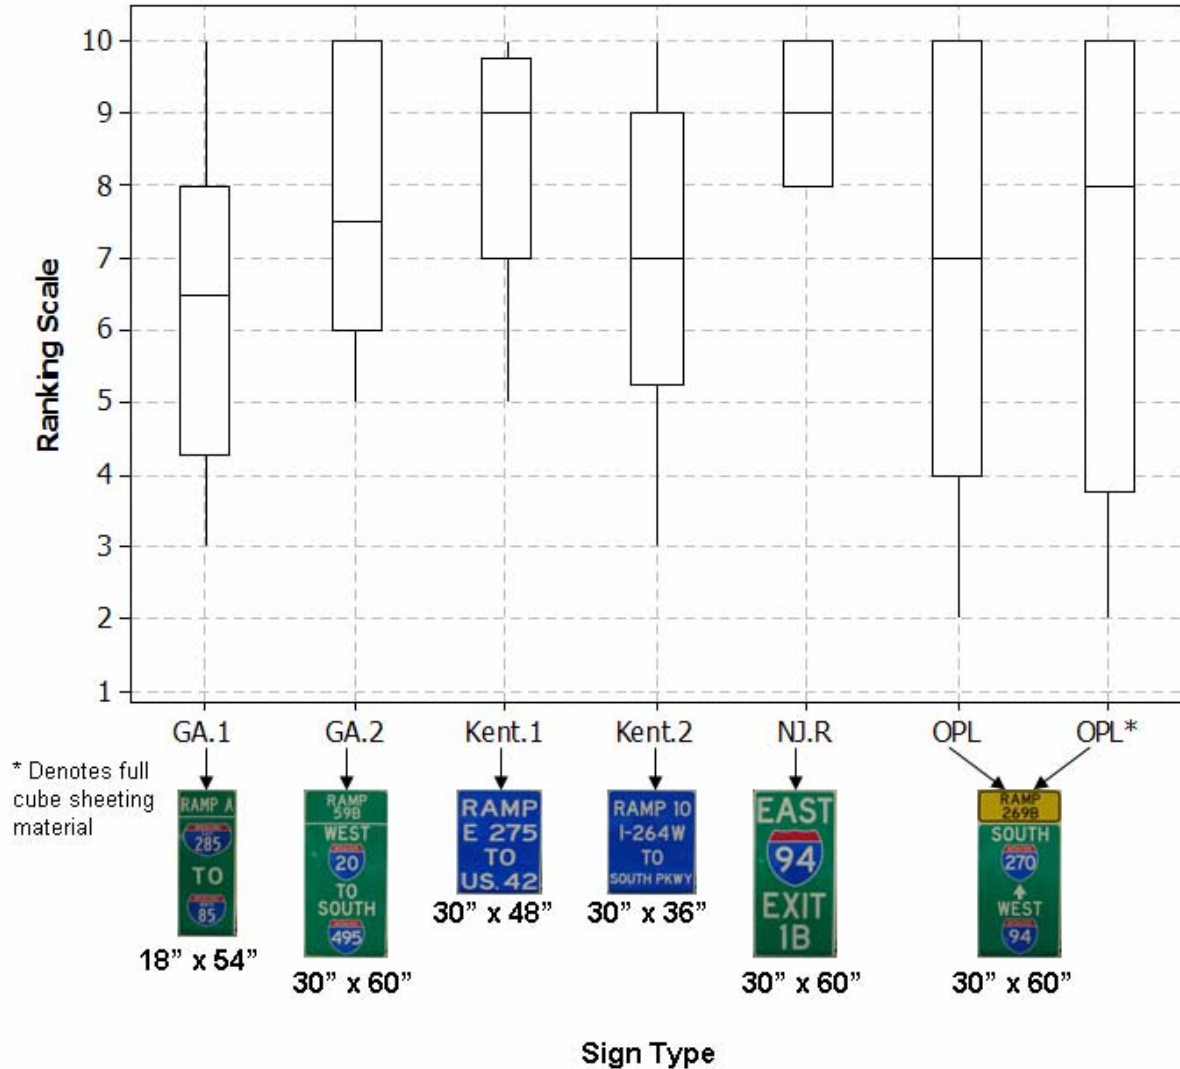 Ranking Scale
10
9
8
7
6
5
4
3
2
1
GA.1
GA.2
Kent.1
Kent.2
NJ.R
OPL
OPL*
* Denotes full
cube sheeting
material
RAMP A
285
TO
85
18” x 54”
RAMP
59B
WEST
20
TO
SOUTH
495
30” x 60”
RAMP
E 275
TO
US.42
30” x 48”
RAMP 10
I-264W
TO
SOUTH PKWY
30” x 36”
EAST
94
EXIT
1B
30” x 60”
RAMP
269B
SOUTH
270
WEST
94
30” x 60”
Sign Type